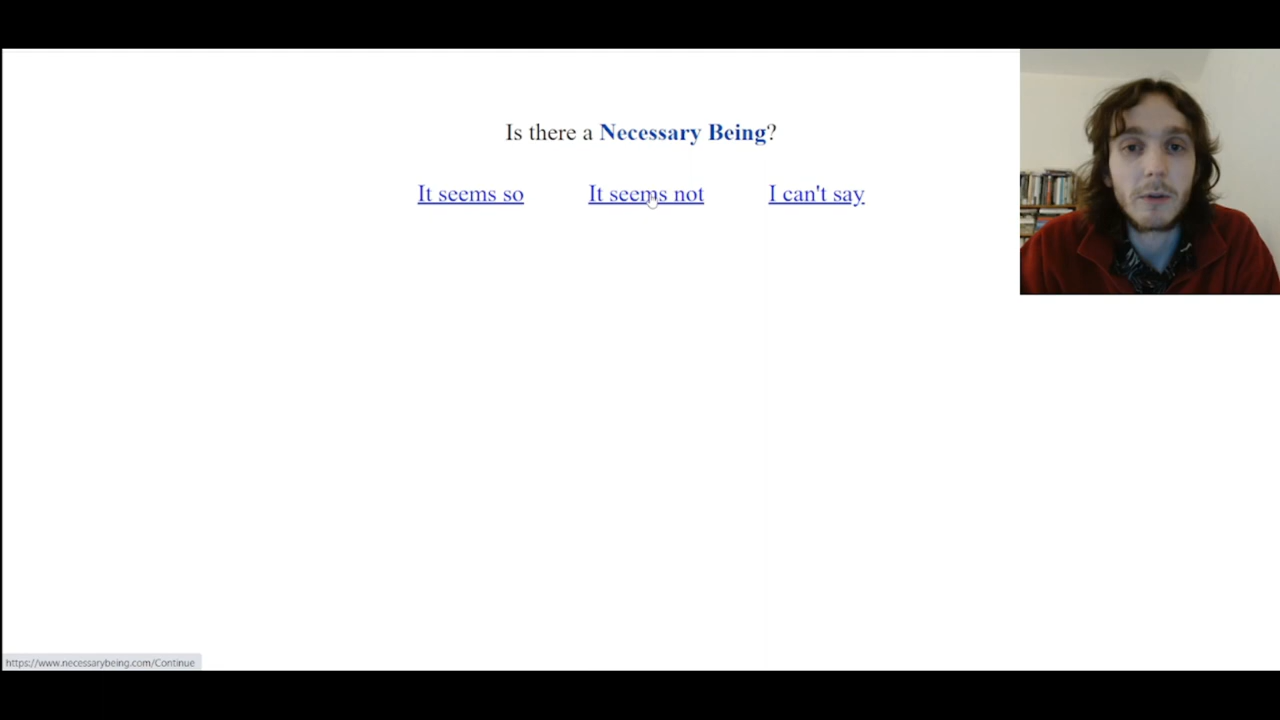 Is there a Necessary Being?
It seems so It seems not I can't say
https://www.necessarybeing.com/Continue